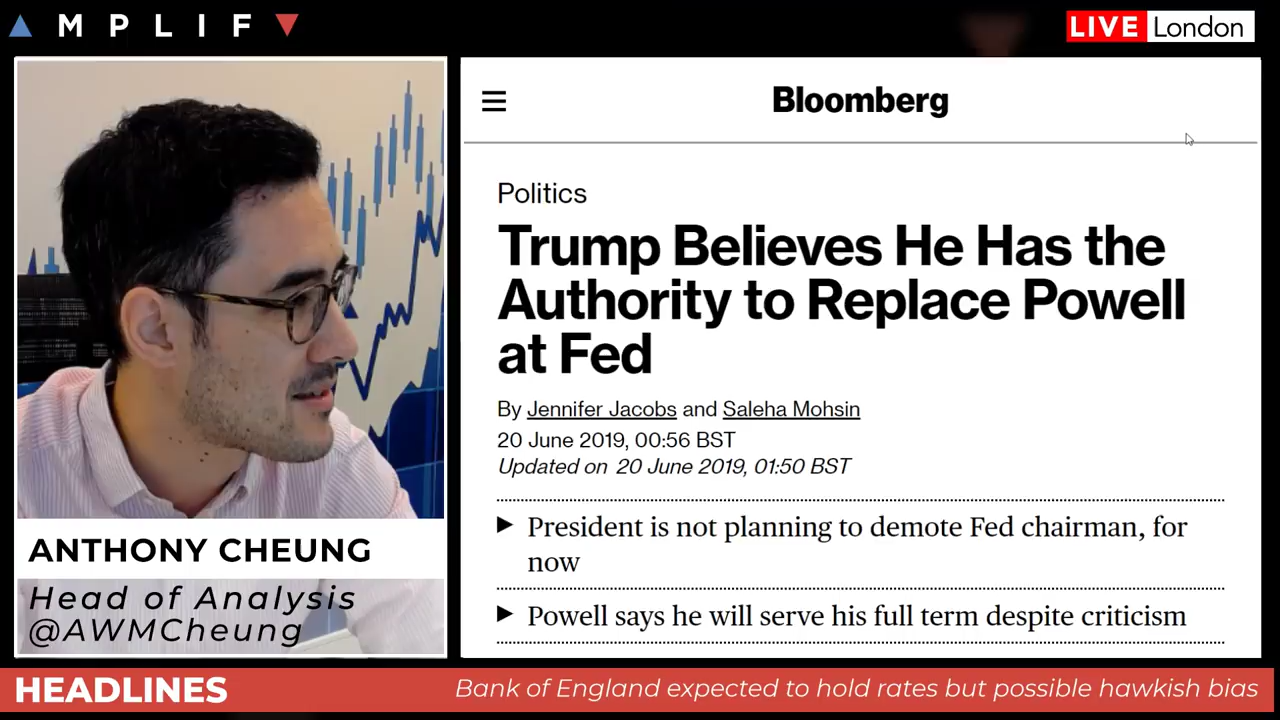 MPLIF
LIVE London
Bloomberg
Politics
Trump Believes He Has the
Authority to Replace Powell
at Fed
By Jennifer Jacobs and Saleha Mohsin
20 June 2019, 00:56 BST
Updated on 20 June 2019, 01:50 BST
President is not planning to demote Fed chairman, for
now
Powell says he will serve his full term despite criticism
ANTHONY CHEUNG
Head of Analysis
@AWMCheung
HEADLINES Bank of England expected to hold rates but possible hawkish bias